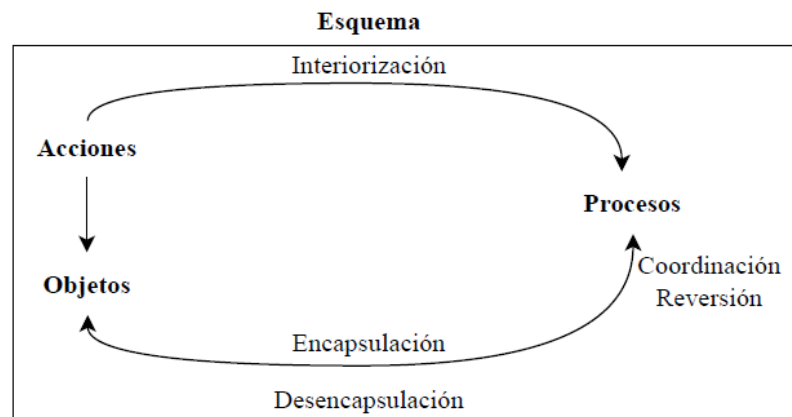 Esquema
Interiorización
Acciones
Procesos
Objetos
Coordinación
Reversión
Encapsulación
Desencapsulación